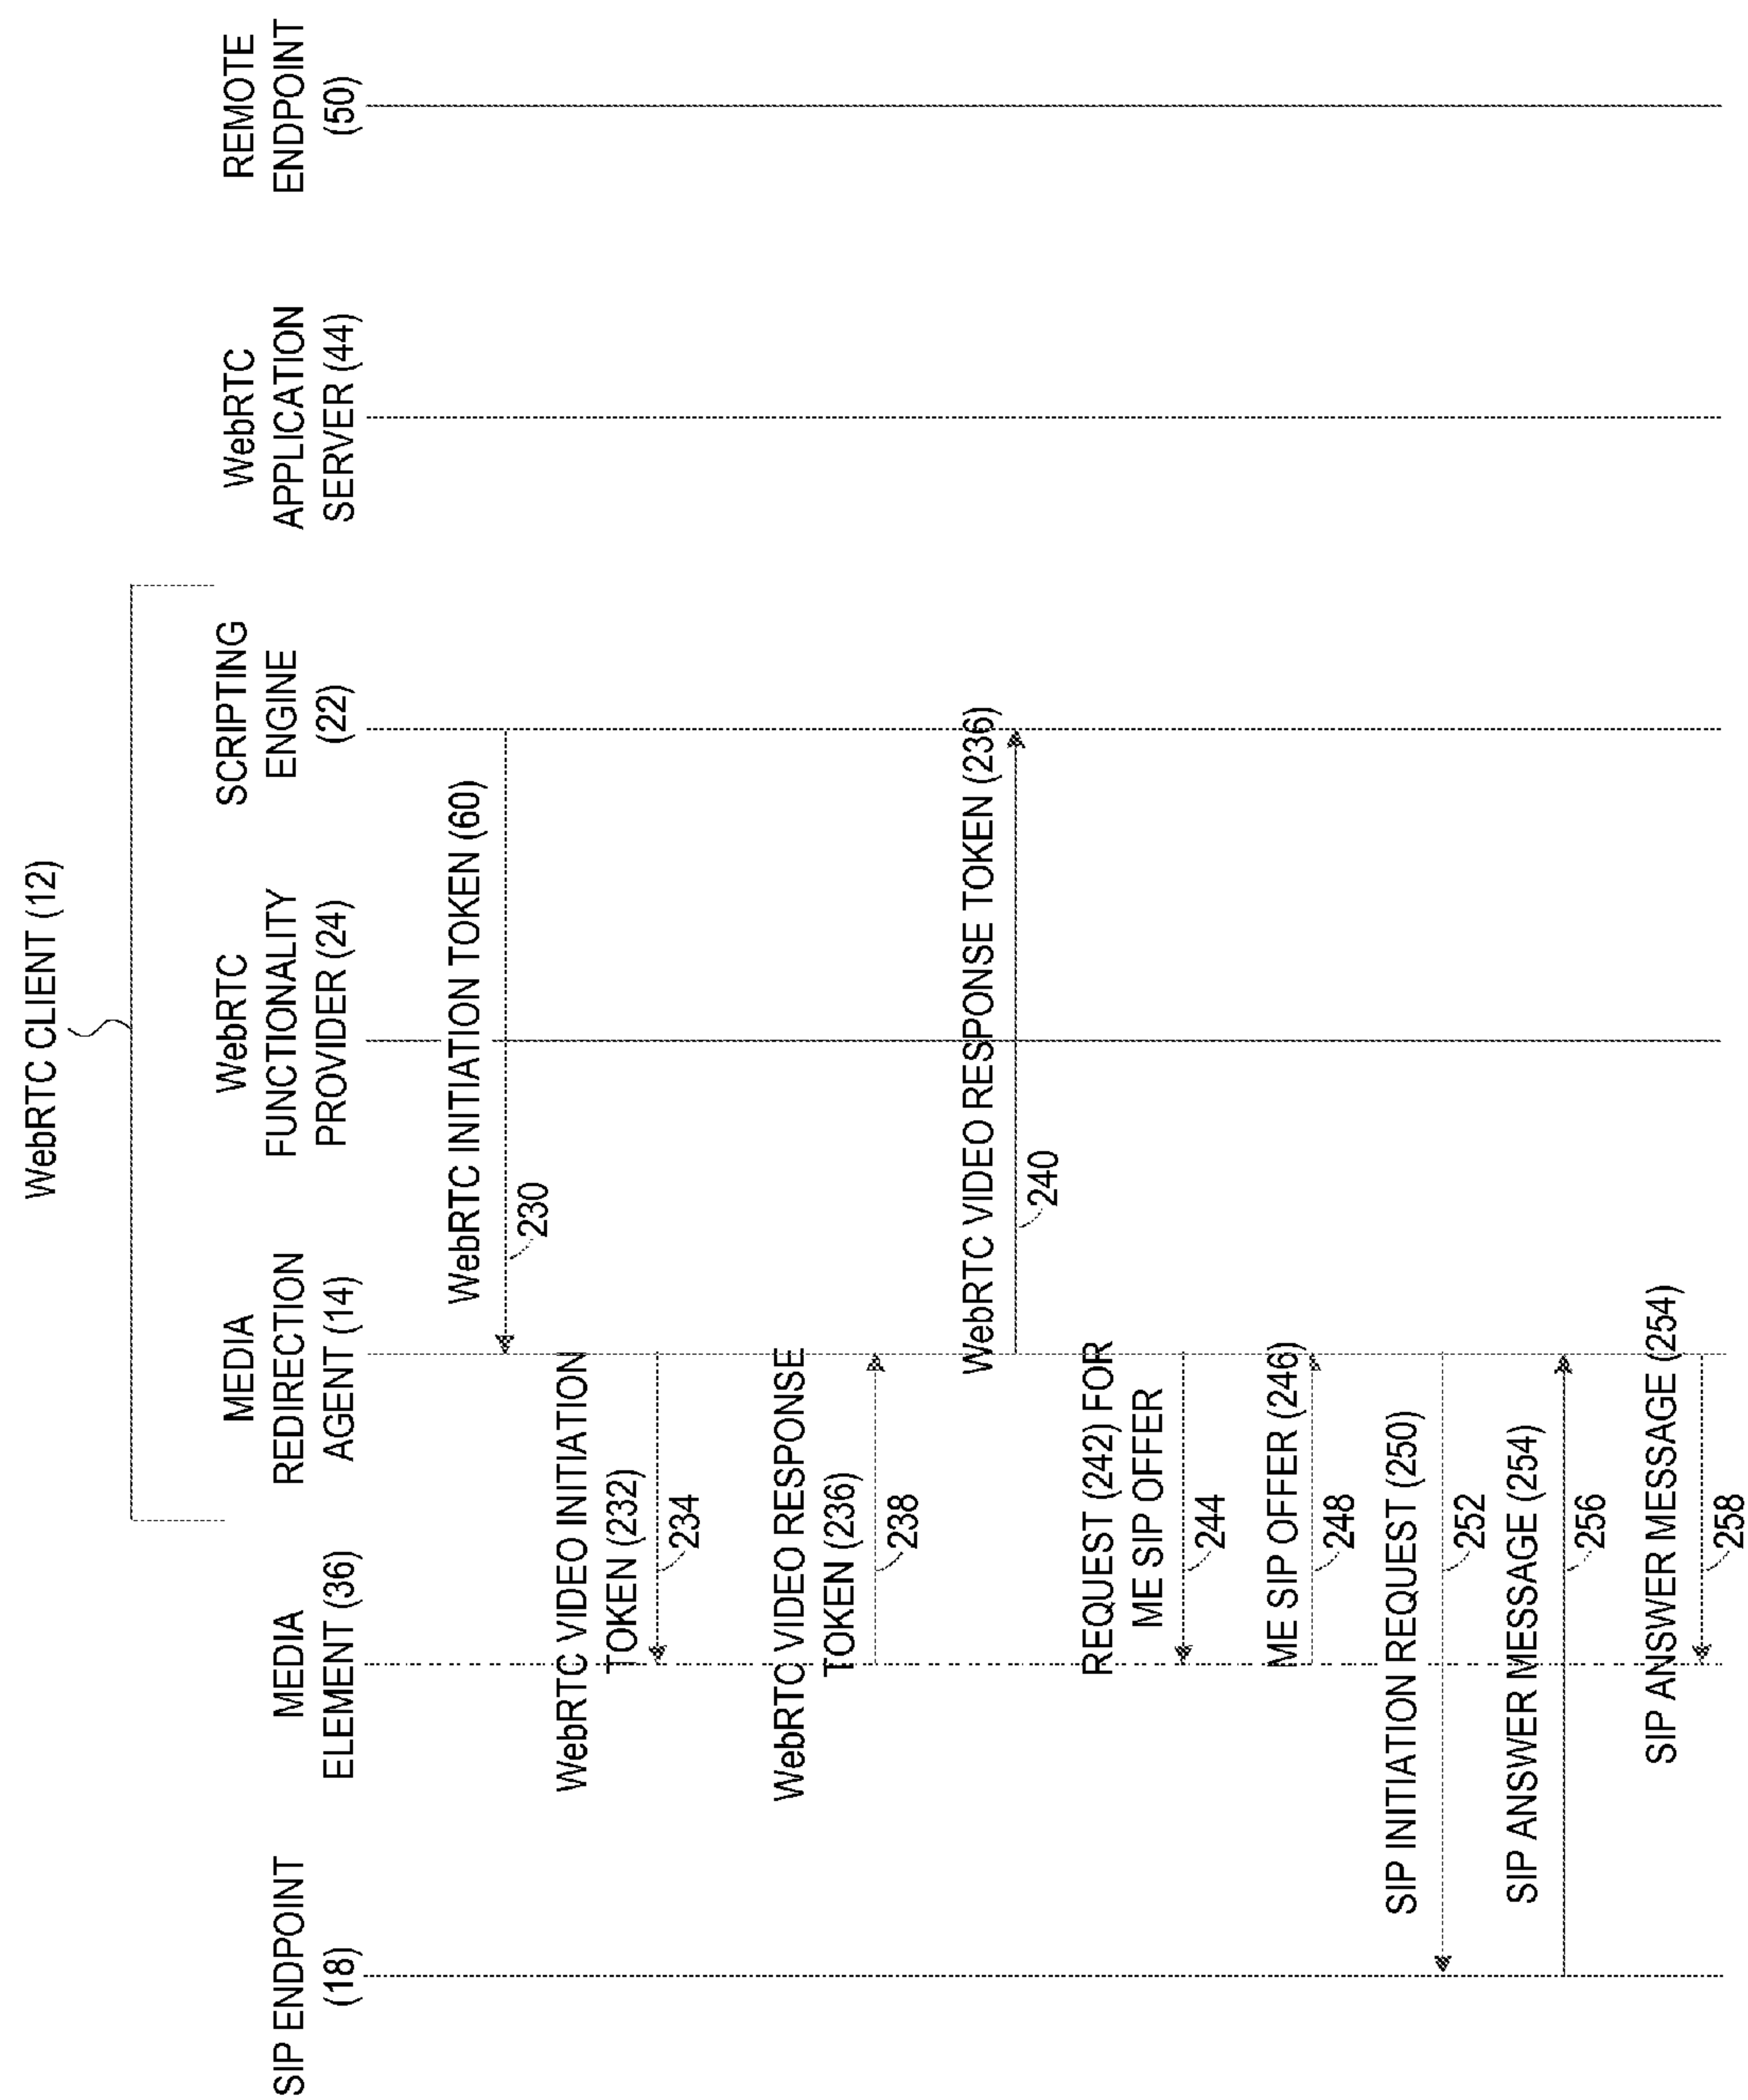 WebRTC CLIENT (12)
SIP ENDPOINT
(18)
MEDIA
ELEMENT (36)
MEDIA
REDIRECTION
AGENT (14)
WebRTC
FUNCTIONALITY
PROVIDER (24)
SCRIPTING
ENGINE
(22)
WebRTC
APPLICATION
SERVER (44)
REMOTE
ENDPOINT
(50)
WebRTC INITIATION TOKEN (60)
230
WebRTC VIDEO INITIATION
TOKEN (232)
234
WebRTC VIDEO RESPONSE
TOKEN (236)
238
WebRTC VIDEO RESPONSE TOKEN (236)
240
REQUEST (242) FOR
ME SIP OFFER
244
ME SIP OFFER (246)
248
SIP INITIATION REQUEST (250)
252
SIP ANSWER MESSAGE (254)
256
SIP ANSWER MESSAGE (254)
258